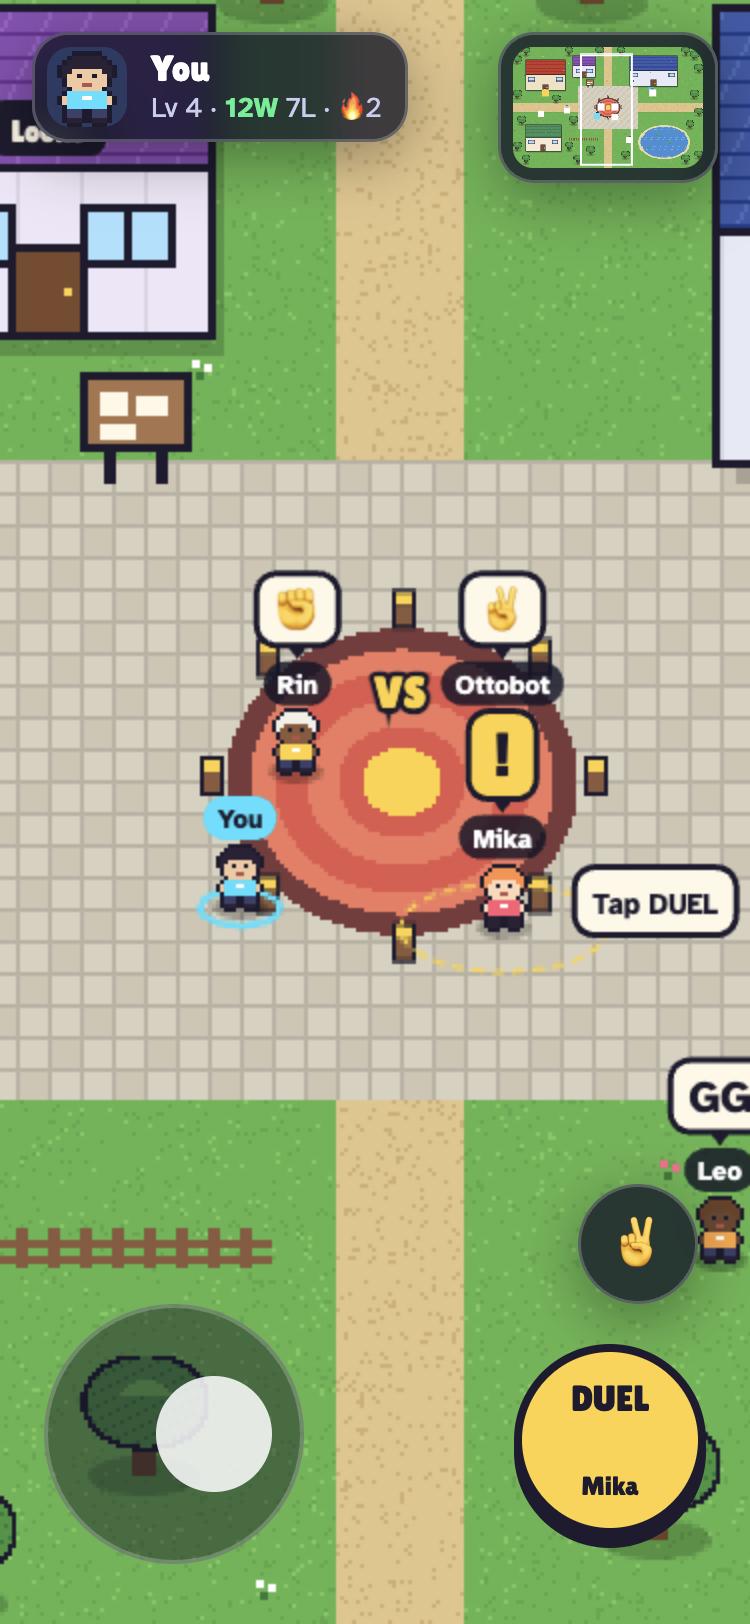 You
Lv 4 · 12W 7L · 🔥2
Rin
VS
Ottobot
!
You
Mika
Tap DUEL
GG
Leo
DUEL
Mika